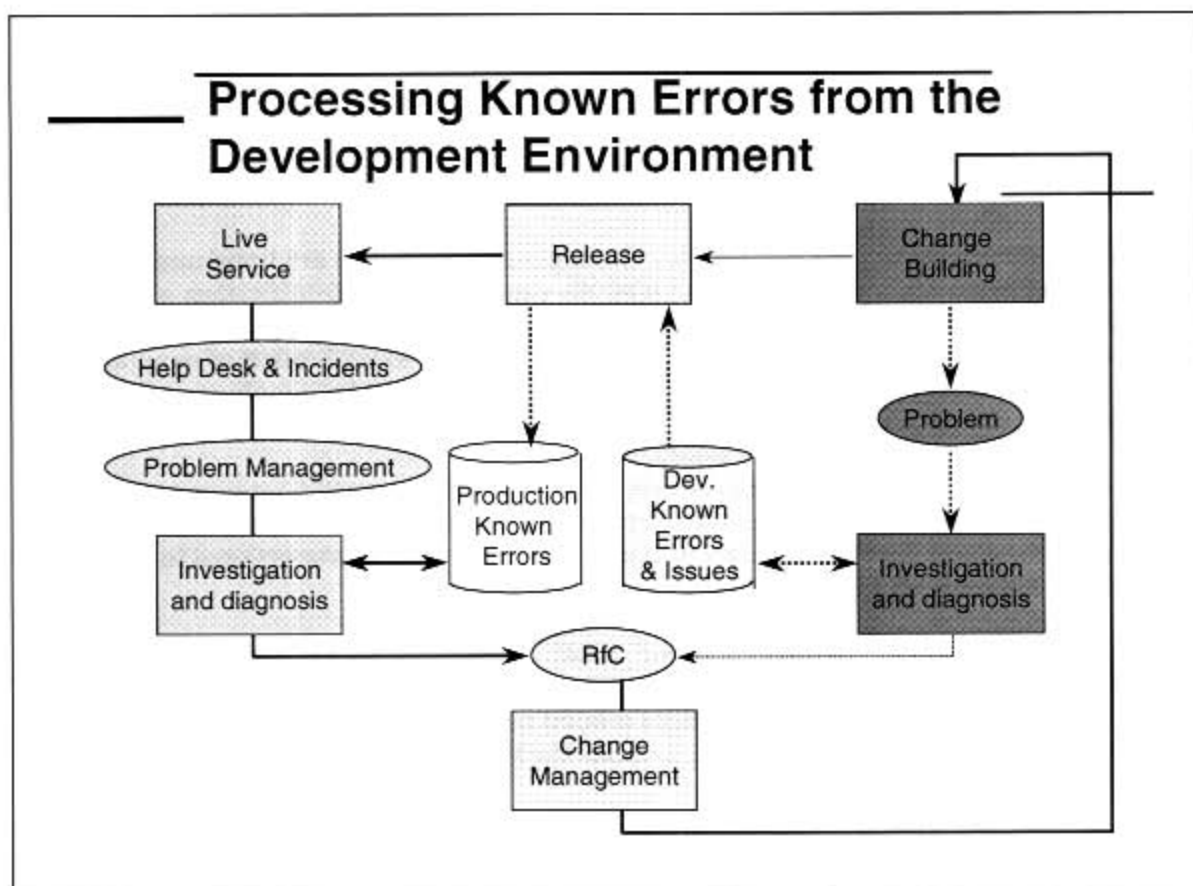 Processing Known Errors from the
Development Environment
Live
Service
Release
Change
Building
Help Desk & Incidents
Problem
Problem Management
Production
Known
Errors
Dev.
Known
Errors
& Issues
Investigation
and diagnosis
Investigation
and diagnosis
RfC
Change
Management